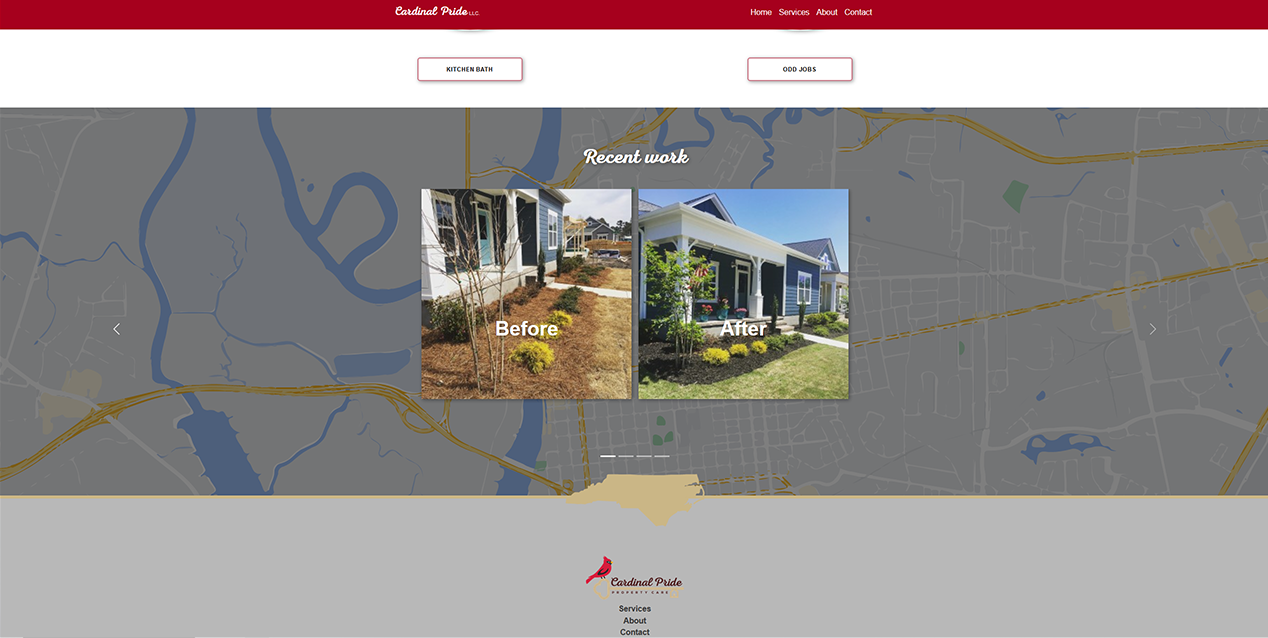 Cardinal Pride LLC.
Home Services About Contact
KITCHEN BATH
ODD JOBS
Recent work
Before
After
Cardinal Pride
PROPERTY CARE
Services
About
Contact